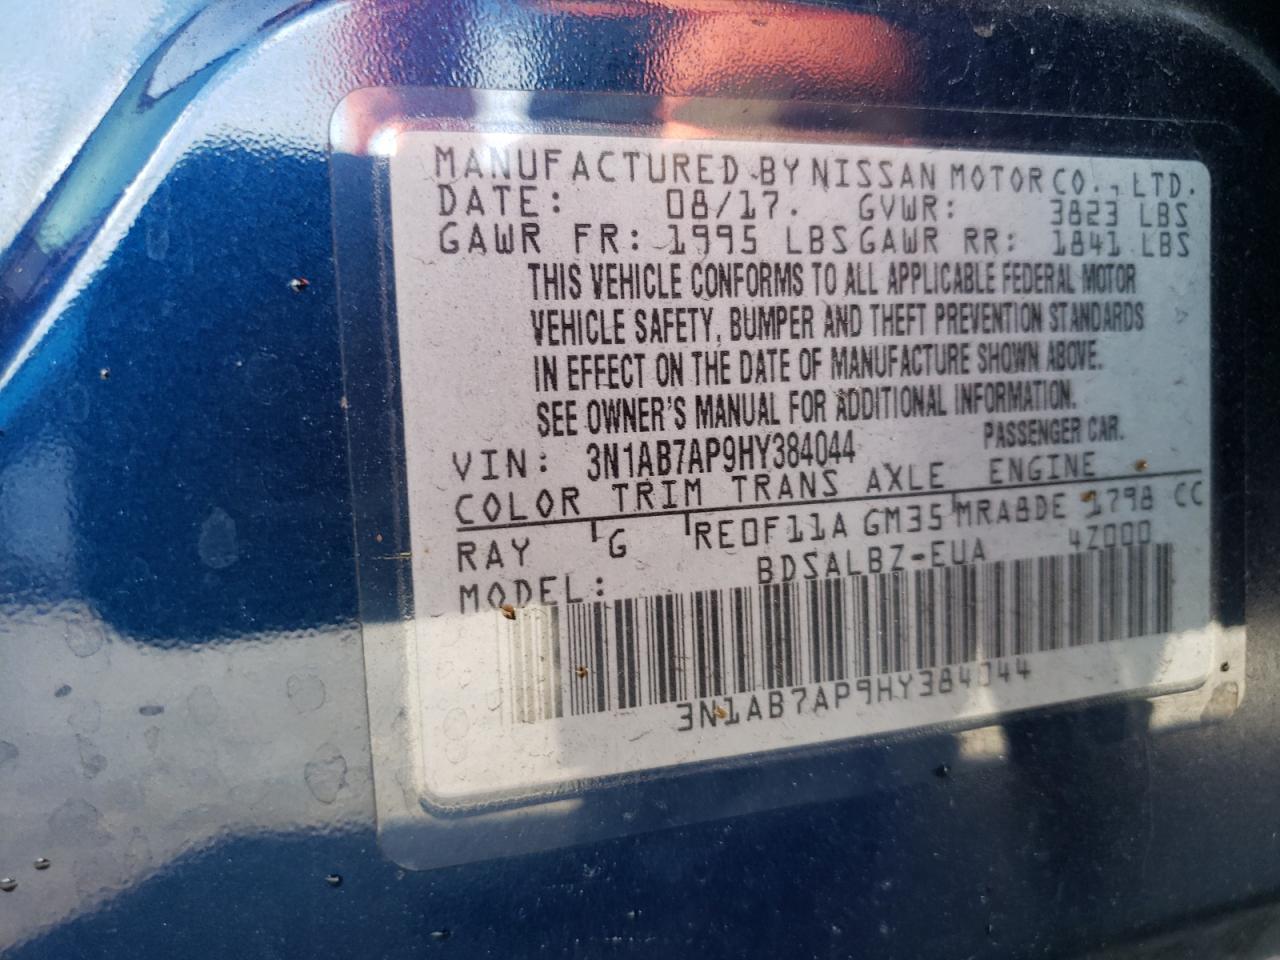 MANUFACTURED BY NISSAN MOTOR CO., LTD.
DATE: 08/17. GVWR: 3823 LBS
GAWR FR: 1995 LBS GAWR RR: 1841 LBS
THIS VEHICLE CONFORMS TO ALL APPLICABLE FEDERAL MOTOR
VEHICLE SAFETY, BUMPER AND THEFT PREVENTION STANDARDS
IN EFFECT ON THE DATE OF MANUFACTURE SHOWN ABOVE.
SEE OWNER'S MANUAL FOR ADDITIONAL INFORMATION.
VIN: 3N1AB7AP9HY384044 PASSENGER CAR.
COLOR TRIM TRANS AXLE ENGINE
RAY G RE0F11A GM35 MRA8DE 1798 CC
MODEL: BDSALBZ-EUA 4Z000
3N1AB7AP9HY384044